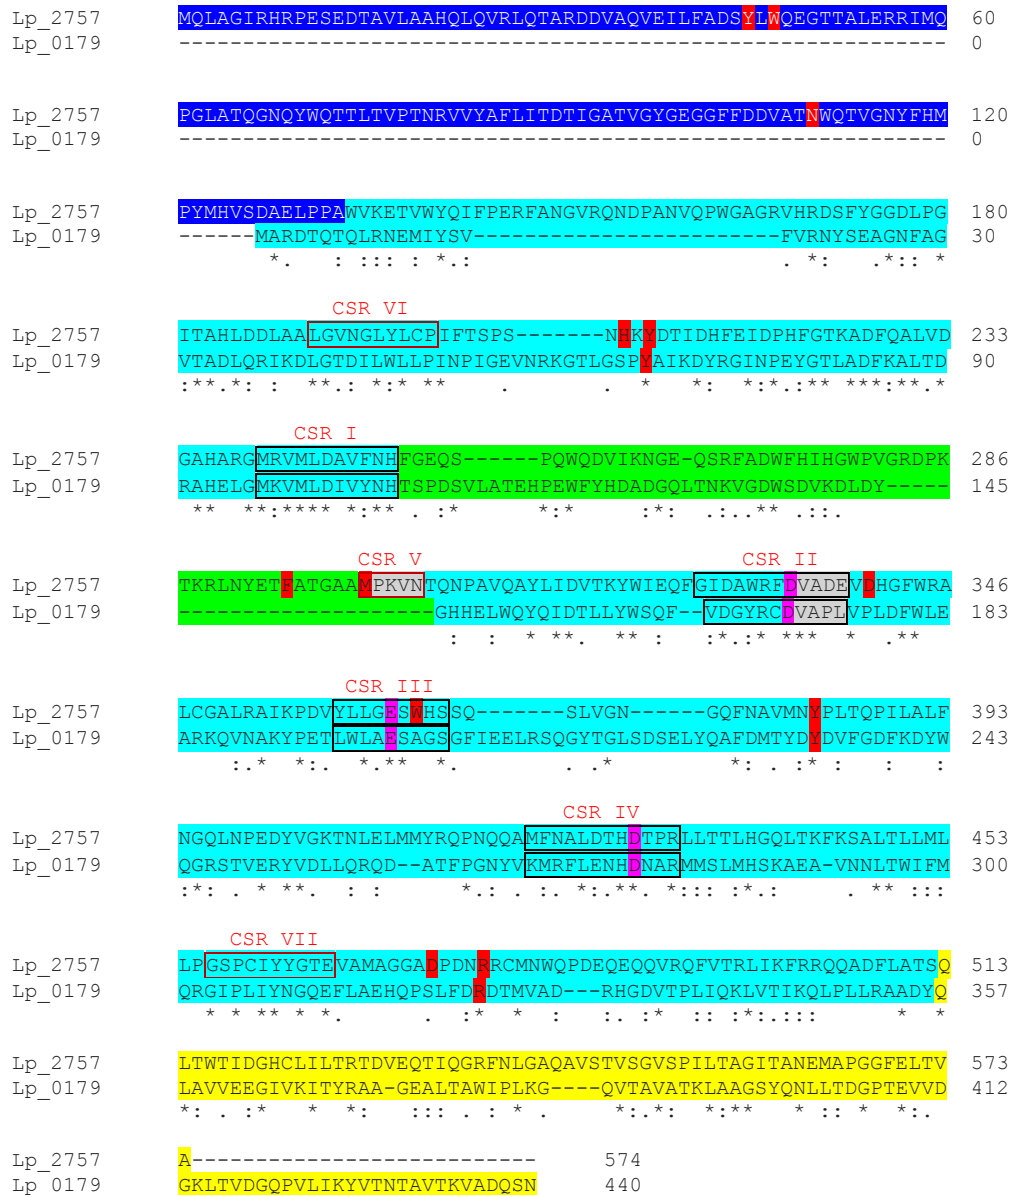 Lp_2757 MQLAGIRHRPESEDTAVLAAHQLQVRLQTARDDVAQVEILFADSYLWQEGTTALERRIMQ 60
Lp_0179 ------------------------------------------------------------ 0
Lp_2757 PGLATQGNQYWQTTLTVPTNRVVYAFLITDTIGATVGYGEGGFFDDVATNWQTVGNYFHM 120
Lp_0179 ------------------------------------------------------------ 0
Lp_2757 PYMHVSDAELPPAWVKETVWYQIFPERFANGVRQNDPANVQPWGAGRVHRDSFYGGDLPG 180
Lp_0179 ------MARDTQTQLRNEMIYSV------------------------FVRNYSEAGNFAG 30
*. : ::: : *.: . *: .*:: *
CSR VI
Lp_2757 ITAHLDDLAALGVNGLYLCPIFTSPS-------NHKYDTIDHFEIDPHFGTKADFQALVD 233
Lp_0179 VTADLQRIKDLGTDILWLLPINPIGEVNRKGTLGSPYAIKDYRGINPEYGTLADFKALTD 90
:**.*: : **.: *:* ** . . * *: *:*.:** ***:**.*
CSR I
Lp_2757 GAHARGMRVMLDAVFNHFGEQS------PQWQDVIKNGE-QSRFADWFHIHGWPVGRDPK 286
Lp_0179 RAHELGMKVMLDIVYNHTSPDSVLATEHPEWFYHDADGQLTNKVGDWSDVKDLDY----- 145
** **:**** *:** . :* *:* :*: .:..** .:::.
CSR V CSR II
Lp_2757 TKRLNYETFATGAAMPKVNTQNPAVQAYLIDVTKYWIEQFGIDAWRFDVADEVDHGFWRA 346
Lp_0179 --------------------GHHELWQYQIDTLLYWSQF--VDGYRCDVAPLVPLDFWLE 183
: : * **. ** : :*.:* *** * .**
CSR III
Lp_2757 LCGALRAIKPDVYLLGESWHSSQ-------SLVGN------GQFNAVMNYPLTQPILALF 393
Lp_0179 ARKQVNAKYPETLWLAESAGSGFIEELRSQGYTGLSDSELYQAFDMTYDYDVFGDFKDYW 243
:.* *:. *.** *. . .* *: . :* : : :
CSR IV
Lp_2757 NGQLNPEDYVGKTNLELMMYRQPNQQAMFNALDTHDTPRLLTTLHGQLTKFKSALTLLML 453
Lp_0179 QGRSTVERYVDLLQRQD--ATFPGNYVKMRFLENHDNARMMSLMHSKAEA-VNNLTWIFM 300
:*: . * **. : : *.: . :. *:.**. *::: :*.: . ** :::
CSR VII
Lp_2757 LPGSPCIYYGTEVAMAGGADPDNRRCMNWQPDEQEQQVRQFVTRLIKFRRQQADFLATSQ 513
Lp_0179 QRGIPLIYNGQEFLAEHQPSLFDRDTMVAD---RHGDVTPLIQKLVTIKQLPLLRAADYQ 357
* * ** * *. . :* * : :. :* :: :*:.::: * *
Lp_2757 LTWTIDGHCLILTRTDVEQTIQGRFNLGAQAVSTVSGVSPILTAGITANEMAPGGFELTV 573
Lp_0179 LAVVEEGIVKITYRAA-GEALTAWIPLKG----QVTAVATKLAAGSYQNLLTDGPTEVVD 412
*: . :* * *: ::: . : * . *:.*: *:** * :: * *:.
Lp_2757 A--------------------------- 574
Lp_0179 GKLTVDGQPVLIKYVTNTAVTKVADQSN 440